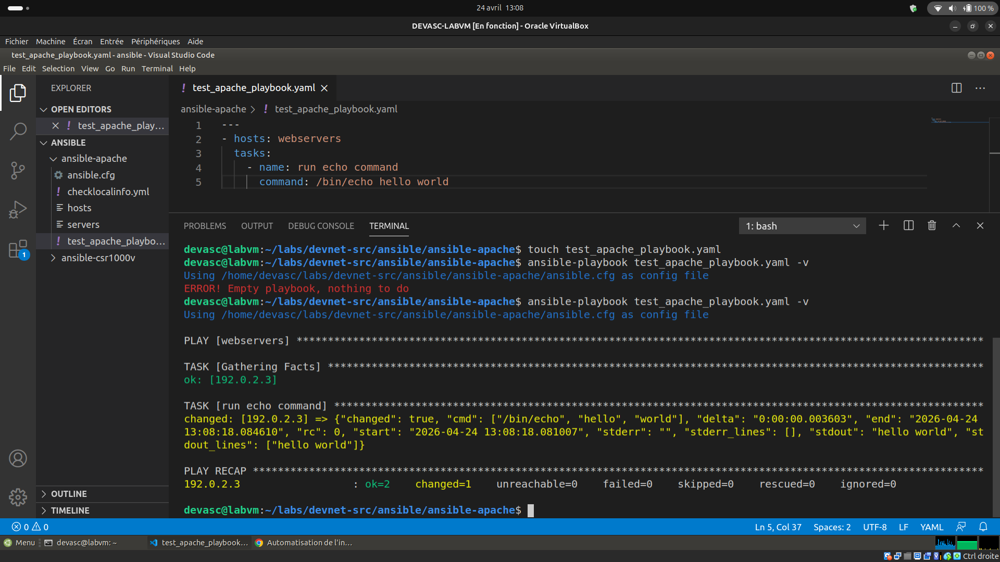 24 avril 13:08
100 %
DEVASC-LABVM [En fonction] - Oracle VirtualBox
Fichier Machine Écran Entrée Périphériques Aide
test_apache_playbook.yaml - ansible - Visual Studio Code
File Edit Selection View Go Run Terminal Help
EXPLORER
OPEN EDITORS
! test_apache_play...
ANSIBLE
ansible-apache
ansible.cfg
! checklocalinfo.yml
hosts
servers
! test_apache_playbo...
ansible-csr1000v
1
OUTLINE
TIMELINE
! test_apache_playbook.yaml
ansible-apache > ! test_apache_playbook.yaml
1 ---
2 - hosts: webservers
3 tasks:
4 - name: run echo command
5 command: /bin/echo hello world
PROBLEMS OUTPUT DEBUG CONSOLE TERMINAL
1: bash
devasc@labvm:~/labs/devnet-src/ansible/ansible-apache$ touch test_apache_playbook.yaml
devasc@labvm:~/labs/devnet-src/ansible/ansible-apache$ ansible-playbook test_apache_playbook.yaml -v
Using /home/devasc/labs/devnet-src/ansible/ansible-apache/ansible.cfg as config file
ERROR! Empty playbook, nothing to do
devasc@labvm:~/labs/devnet-src/ansible/ansible-apache$ ansible-playbook test_apache_playbook.yaml -v
Using /home/devasc/labs/devnet-src/ansible/ansible-apache/ansible.cfg as config file
PLAY [webservers] **************************************************************************************************************
TASK [Gathering Facts] *********************************************************************************************************
ok: [192.0.2.3]
TASK [run echo command] ********************************************************************************************************
changed: [192.0.2.3] => {"changed": true, "cmd": ["/bin/echo", "hello", "world"], "delta": "0:00:00.003603", "end": "2026-04-24
13:08:18.084610", "rc": 0, "start": "2026-04-24 13:08:18.081007", "stderr": "", "stderr_lines": [], "stdout": "hello world", "st
dout_lines": ["hello world"]}
PLAY RECAP *********************************************************************************************************************
192.0.2.3 : ok=2 changed=1 unreachable=0 failed=0 skipped=0 rescued=0 ignored=0
devasc@labvm:~/labs/devnet-src/ansible/ansible-apache$
0 0
Ln 5, Col 37 Spaces: 2 UTF-8 LF YAML
Menu devasc@labvm: ~ test_apache_playbook... Automatisation de l'in...
Ctrl droite